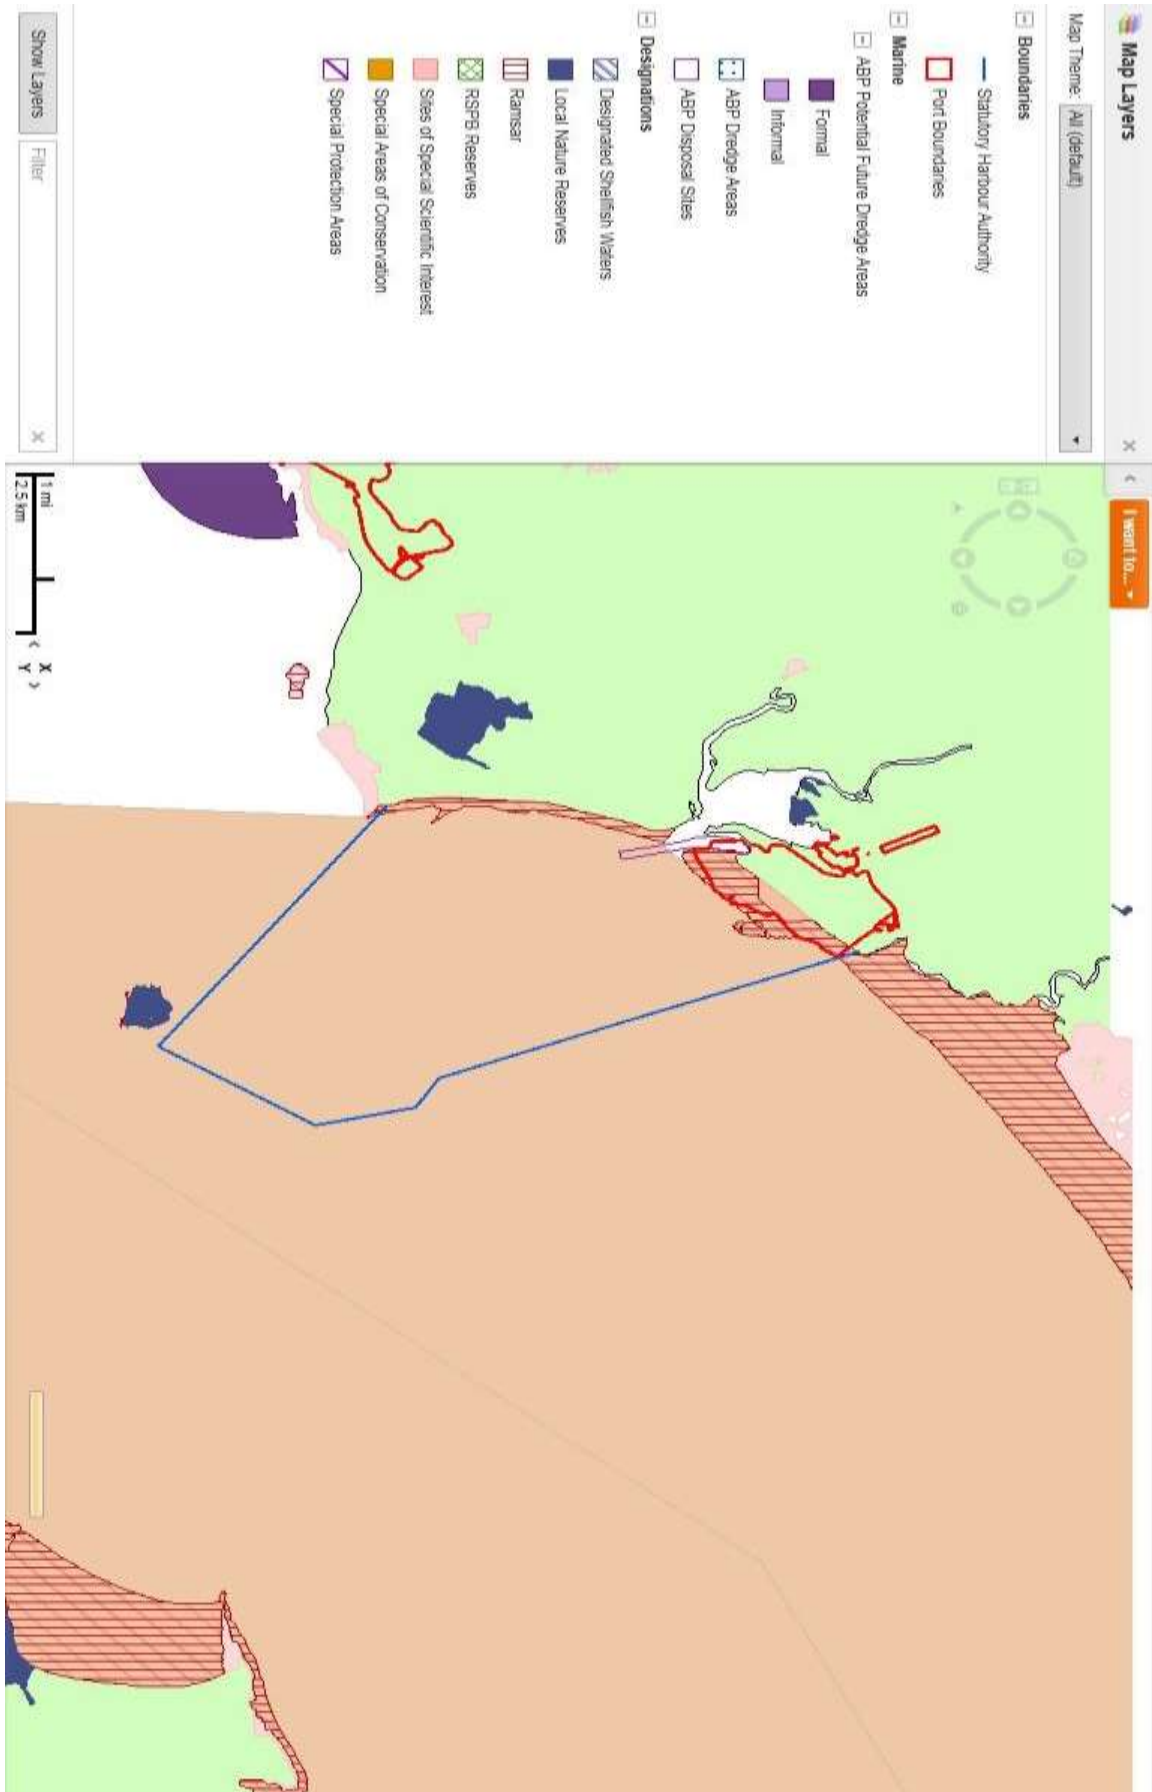 Map Layers
Map Theme: All (default)
Boundaries
Statutory Harbour Authority
Port Boundaries
Marine
ABP Potential Future Dredge Areas
Formal
Informal
ABP Dredge Areas
ABP Disposal Sites
Designations
Designated Shellfish Waters
Local Nature Reserves
Ramsar
RSPB Reserves
Sites of Special Scientific Interest
Special Areas of Conservation
Special Protection Areas
Show Layers
Filter
I want to...
1 mi
2.5 km
X
Y